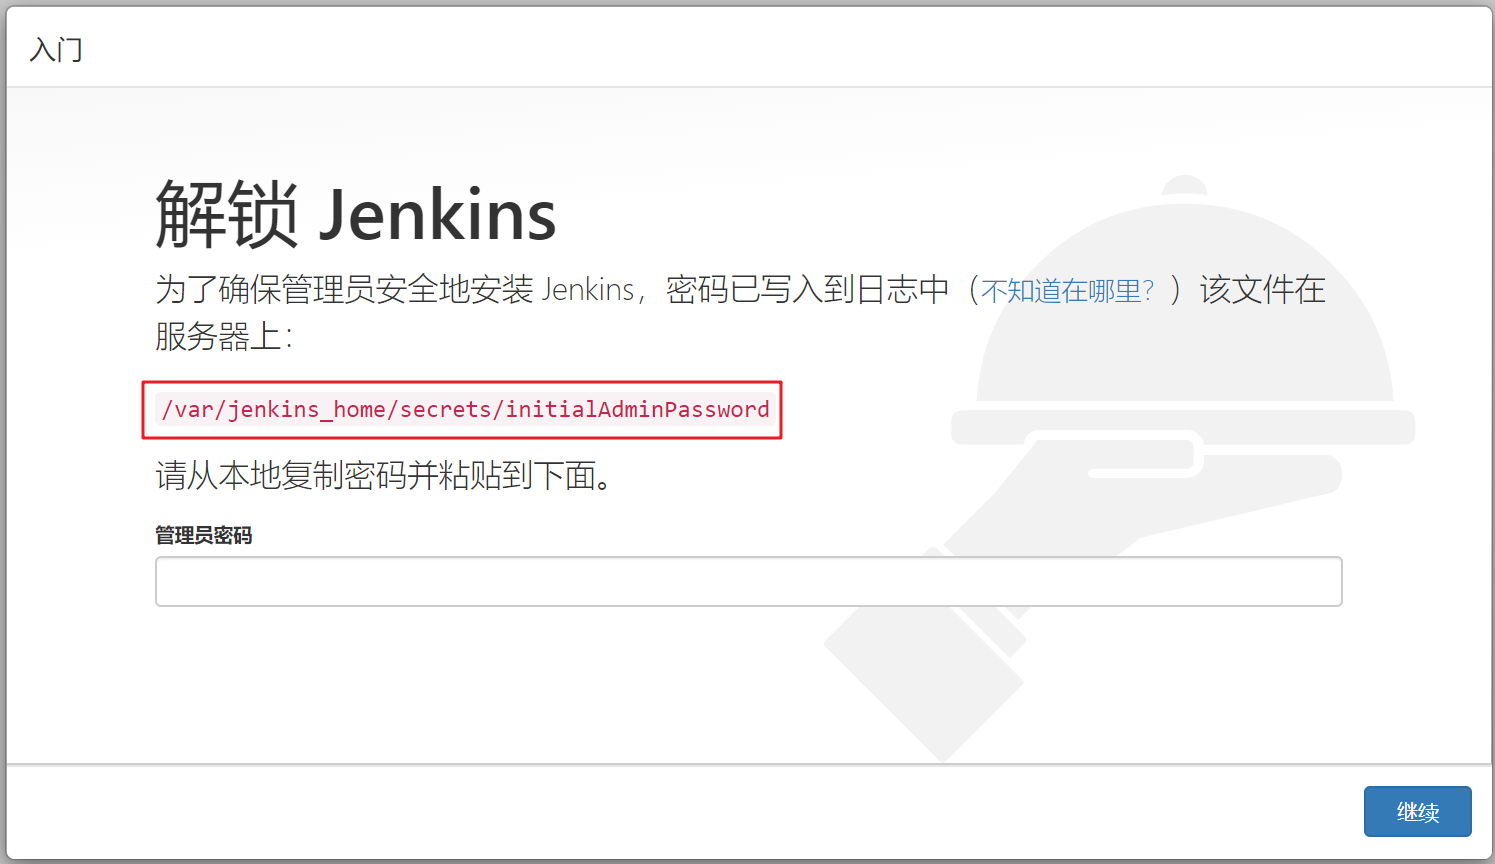 入门
解锁 Jenkins
为了确保管理员安全地安装 Jenkins，密码已写入到日志中（不知道在哪里？）该文件在
服务器上：
/var/jenkins_home/secrets/initialAdminPassword
请从本地复制密码并粘贴到下面。
管理员密码
继续